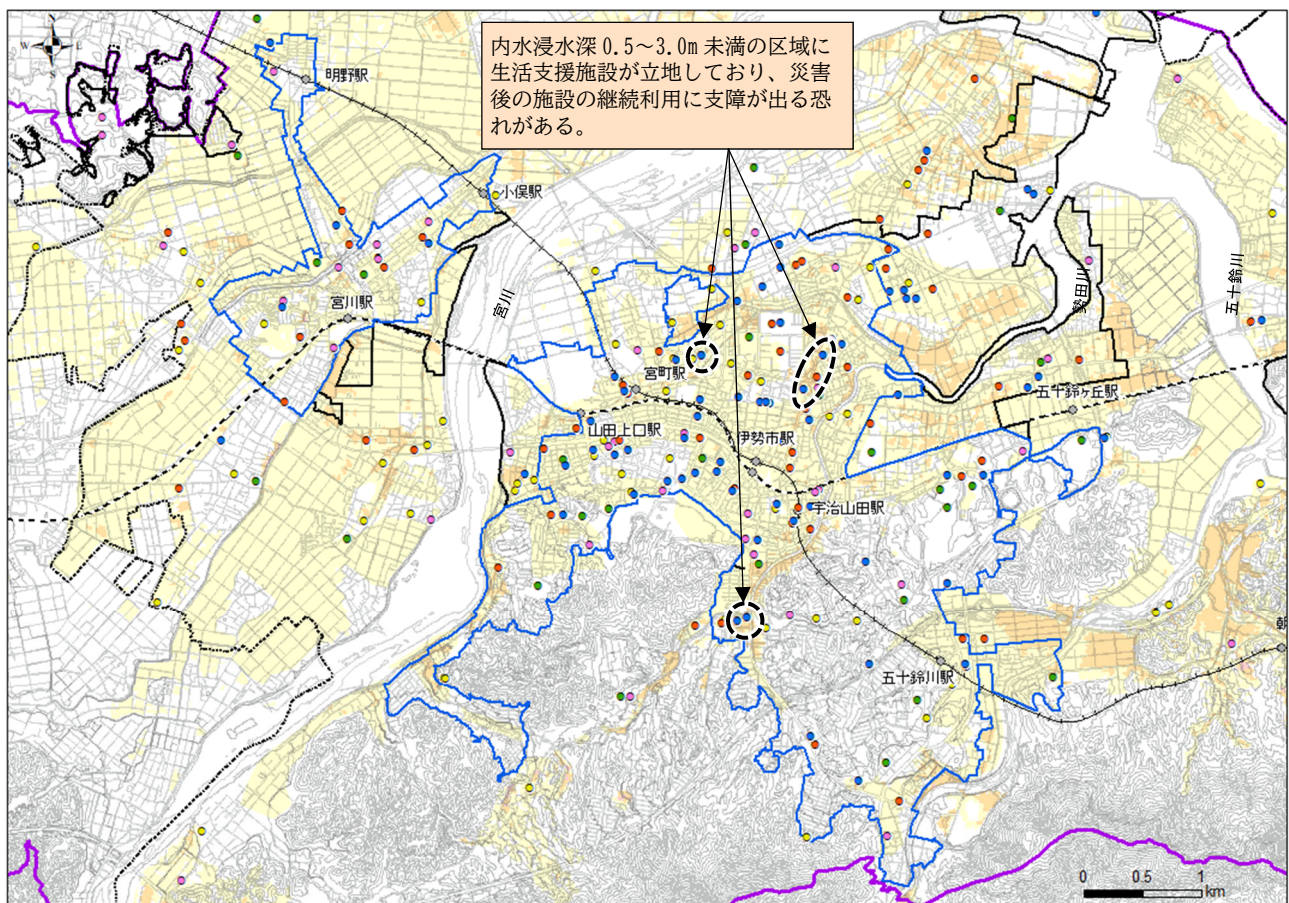 内水浸水深 0.5～3.0m 未満の区域に
生活支援施設が立地しており、災害
後の施設の継続利用に支障が出る恐
れがある。
N
W
E
S
明野駅
小俣駅
宮川
勢田川
五十鈴川
宮川駅
宮町駅
五十鈴ヶ丘駅
山田上口駅
伊勢市駅
宇治山田駅
朝
五十鈴川駅
0 0.5 1
km